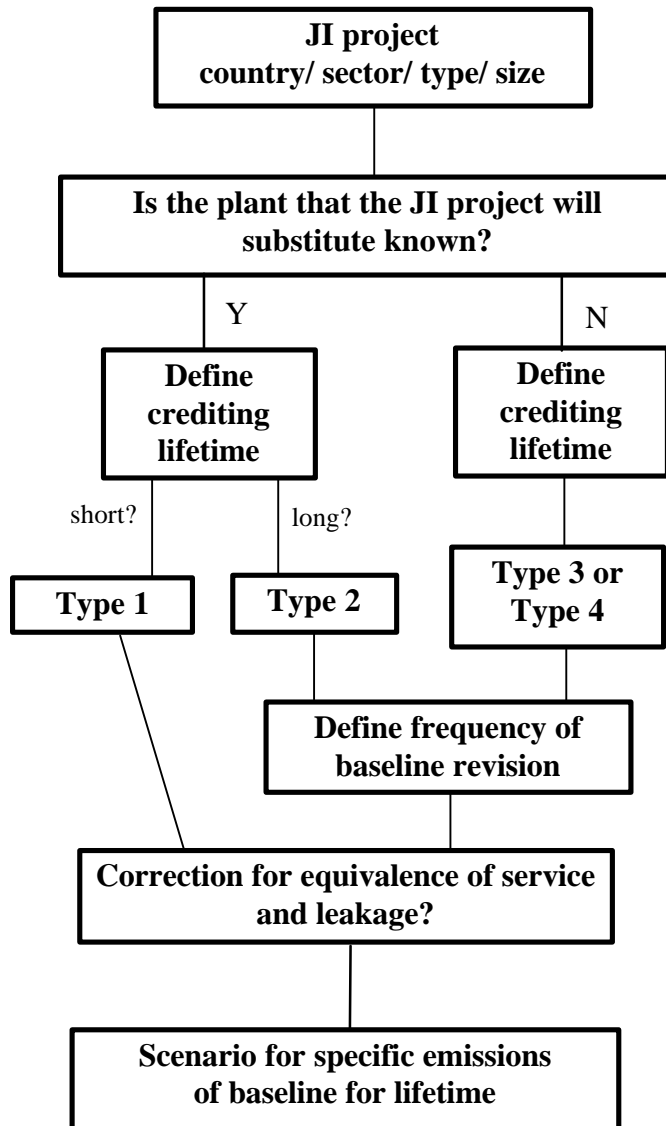 JI project
country/ sector/ type/ size
Is the plant that the JI project will
substitute known?
Y
N
Define
crediting
lifetime
Define
crediting
lifetime
short?
long?
Type 1
Type 2
Type 3 or
Type 4
Define frequency of
baseline revision
Correction for equivalence of service
and leakage?
Scenario for specific emissions
of baseline for lifetime